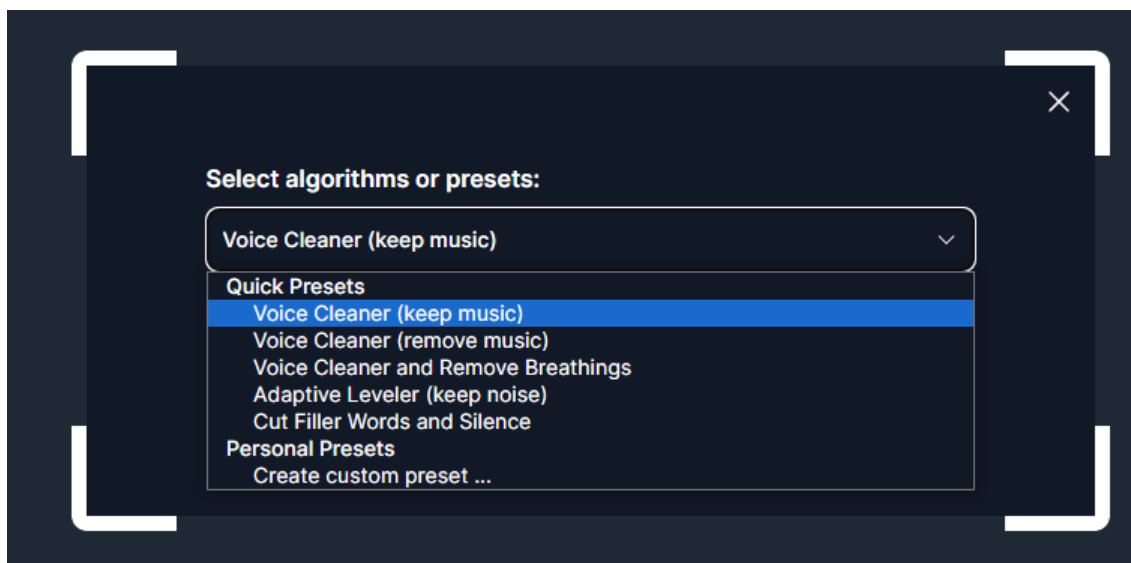 Select algorithms or presets:
Voice Cleaner (keep music)
Quick Presets
Voice Cleaner (keep music)
Voice Cleaner (remove music)
Voice Cleaner and Remove Breathings
Adaptive Leveler (keep noise)
Cut Filler Words and Silence
Personal Presets
Create custom preset ...